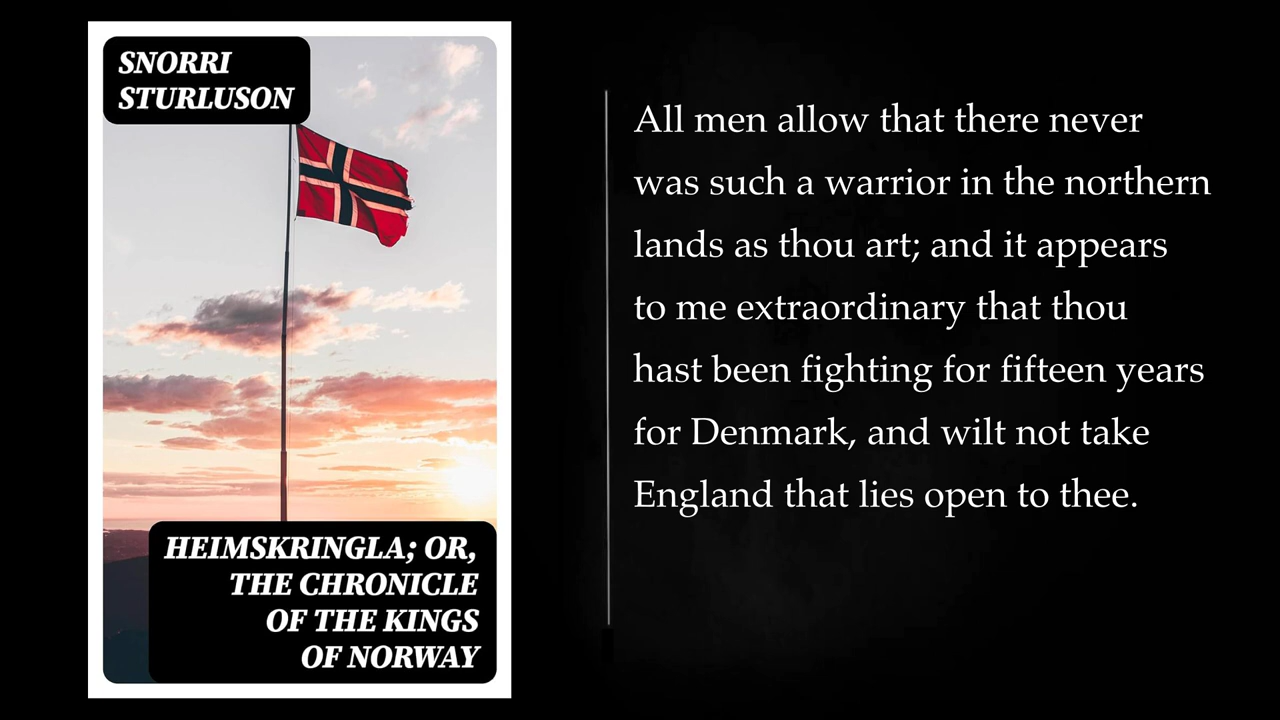 SNORRI
STURLUSON
HEIMSKRINGLA; OR,
THE CHRONICLE
OF THE KINGS
OF NORWAY
All men allow that there never
was such a warrior in the northern
lands as thou art; and it appears
to me extraordinary that thou
hast been fighting for fifteen years
for Denmark, and wilt not take
England that lies open to thee.